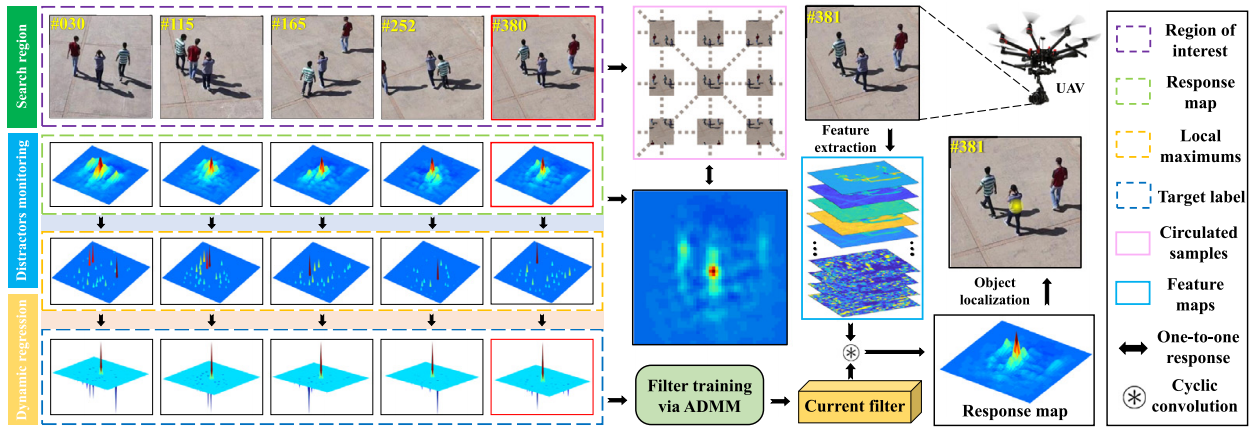 Search region
#030
#115
#165
#252
#380
Distractors monitoring
Dynamic regression
Filter training
via ADMM
#381
UAV
Feature
extraction
Current filter
#381
Object
localization
Response map
Region of
interest
Response
map
Local
maximums
Target label
Circulated
samples
Feature
maps
One-to-one
response
Cyclic
convolution